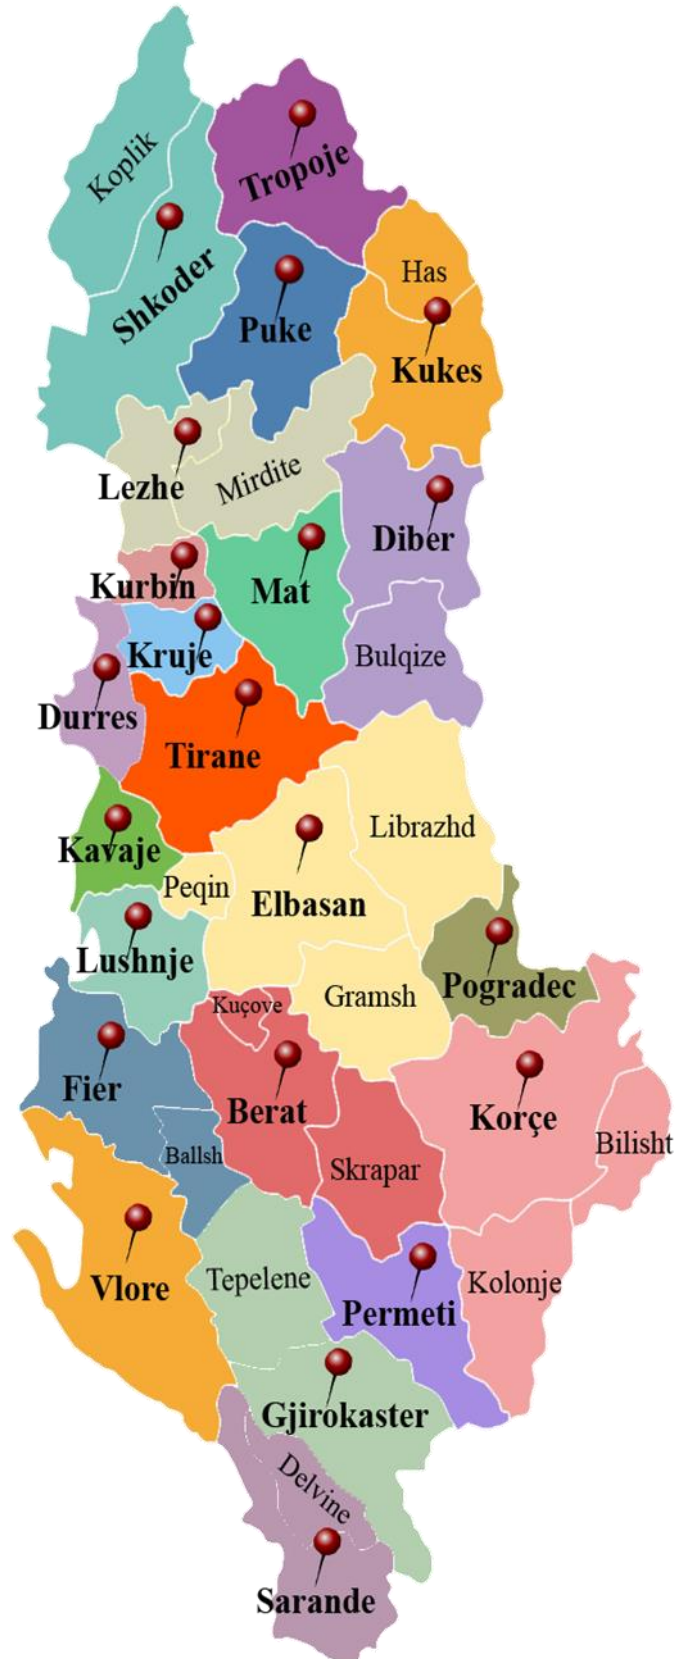 Koplik
Tropoje
Shkoder
Has
Puke
Kukes
Lezhe
Mirdite
Diber
Kurbin
Mat
Kruje
Bulqize
Durres
Tirane
Librazhd
Kavaje
Peqin
Elbasan
Lushnje
Pogradec
Gramsh
Kuçove
Fier
Berat
Korçe
Bilisht
Ballsh
Skrapar
Vlore
Tepelene
Kolonje
Permeti
Gjirokaster
Delvine
Sarande